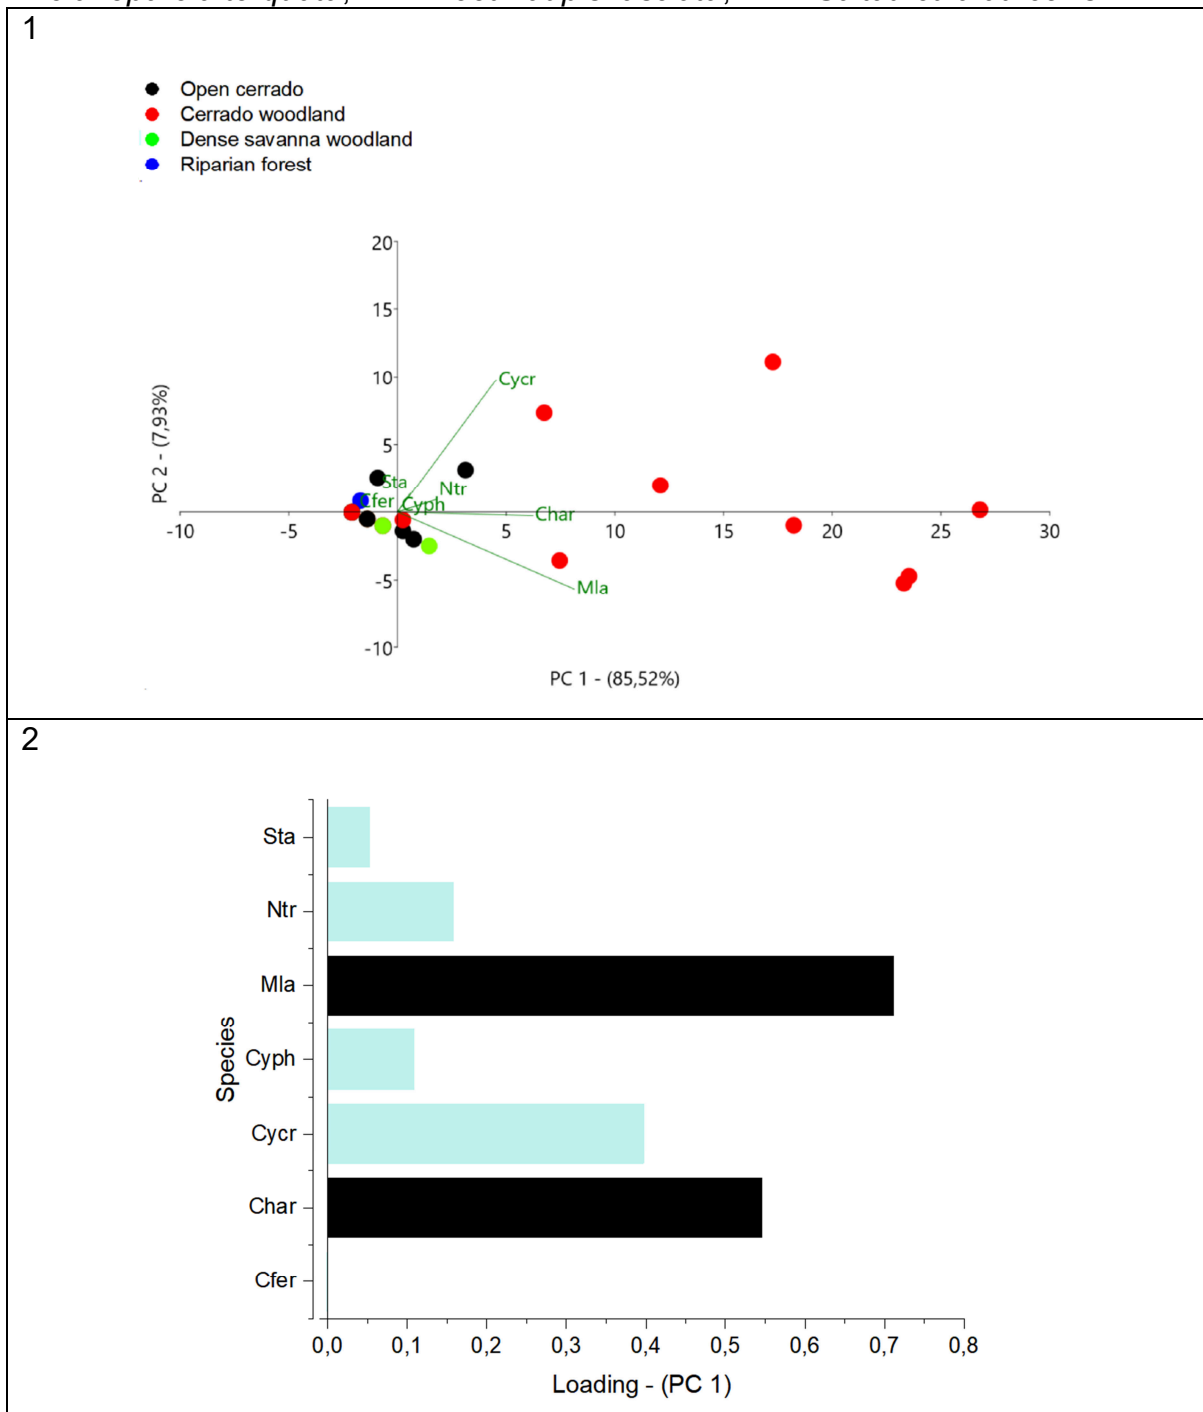 1
Open cerrado
Cerrado woodland
Dense savanna woodland
Riparian forest
20
15
10
5
-5
-10
-10
-5
5
10
15
20
25
30
Cycr
Sta
Ntr
Cfer
Cyph
Char
Mla
PC 2 - (7,93%)
PC 1 - (85,52%)
2
Sta
Ntr
Mla
Cyph
Cycr
Char
Cfer
Species
0,0 0,1 0,2 0,3 0,4 0,5 0,6 0,7 0,8
Loading - (PC 1)